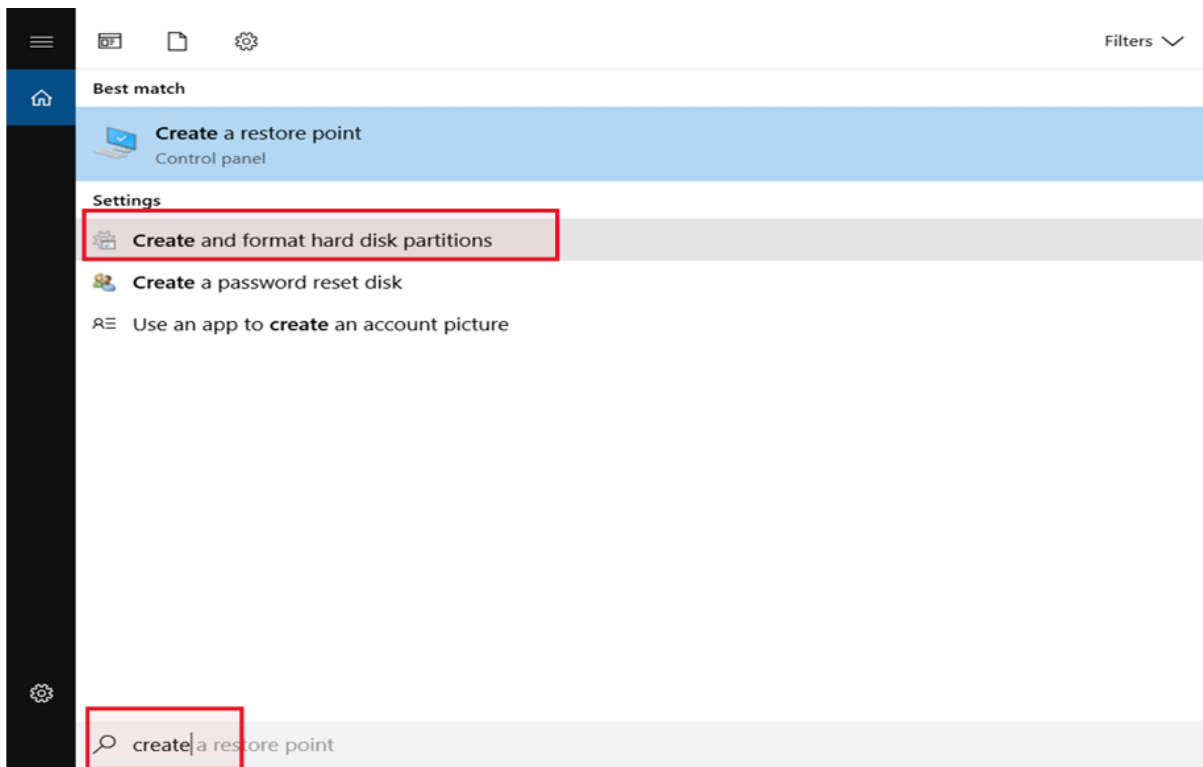 Filters
Best match
Create a restore point
Control panel
Settings
Create and format hard disk partitions
Create a password reset disk
Use an app to create an account picture
create a restore point